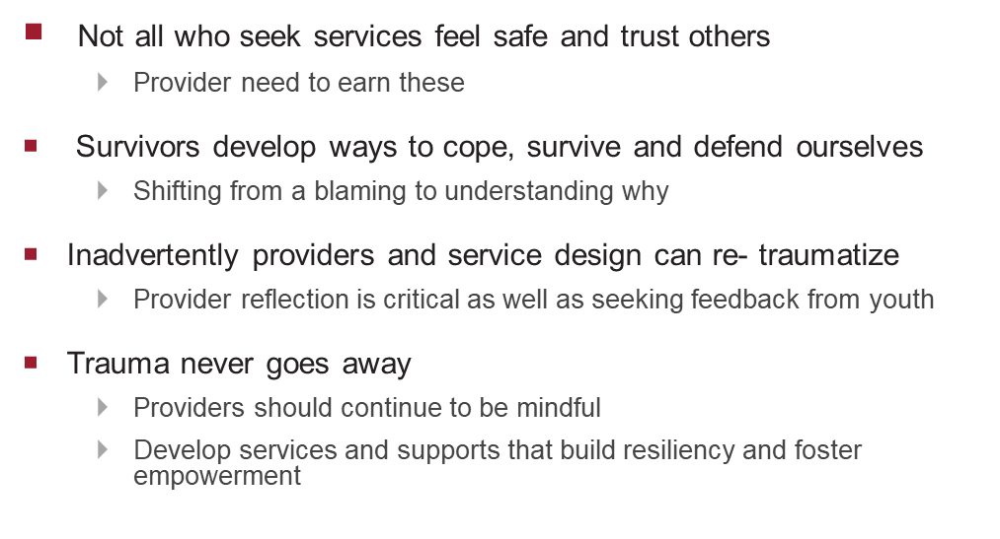 Not all who seek services feel safe and trust others
Provider need to earn these
Survivors develop ways to cope, survive and defend ourselves
Shifting from a blaming to understanding why
Inadvertently providers and service design can re- traumatize
Provider reflection is critical as well as seeking feedback from youth
Trauma never goes away
Providers should continue to be mindful
Develop services and supports that build resiliency and foster
empowerment